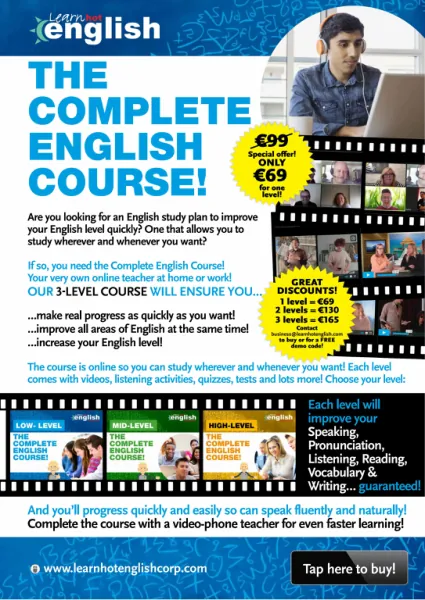 Learn hot
english
THE
COMPLETE
ENGLISH
COURSE!
€99
Special offer!
ONLY
€69
for one
level!
Are you looking for an English study plan to improve
your English level quickly? One that allows you to
study wherever and whenever you want?
If so, you need the Complete English Course!
Your very own online teacher at home or work!
OUR 3-LEVEL COURSE WILL ENSURE YOU...
...make real progress as quickly as you want!
...improve all areas of English at the same time!
...increase your English level!
GREAT
DISCOUNTS!
1 level = €69
2 levels = €130
3 levels = €165
Contact
business@learnhotenglish.com
to buy or for a FREE
demo code!
The course is online so you can study wherever and whenever you want! Each level
comes with videos, listening activities, quizzes, tests and lots more! Choose your level:
LOW- LEVEL
english
THE
COMPLETE
ENGLISH
COURSE!
MID-LEVEL
english
THE
COMPLETE
ENGLISH
COURSE!
HIGH-LEVEL
english
THE
COMPLETE
ENGLISH
COURSE!
Each level will
improve your
Speaking,
Pronunciation,
Listening, Reading,
Vocabulary &
Writing... guaranteed!
And you'll progress quickly and easily so can speak fluently and naturally!
Complete the course with a video-phone teacher for even faster learning!
www.learnhotenglishcorp.com
Tap here to buy!